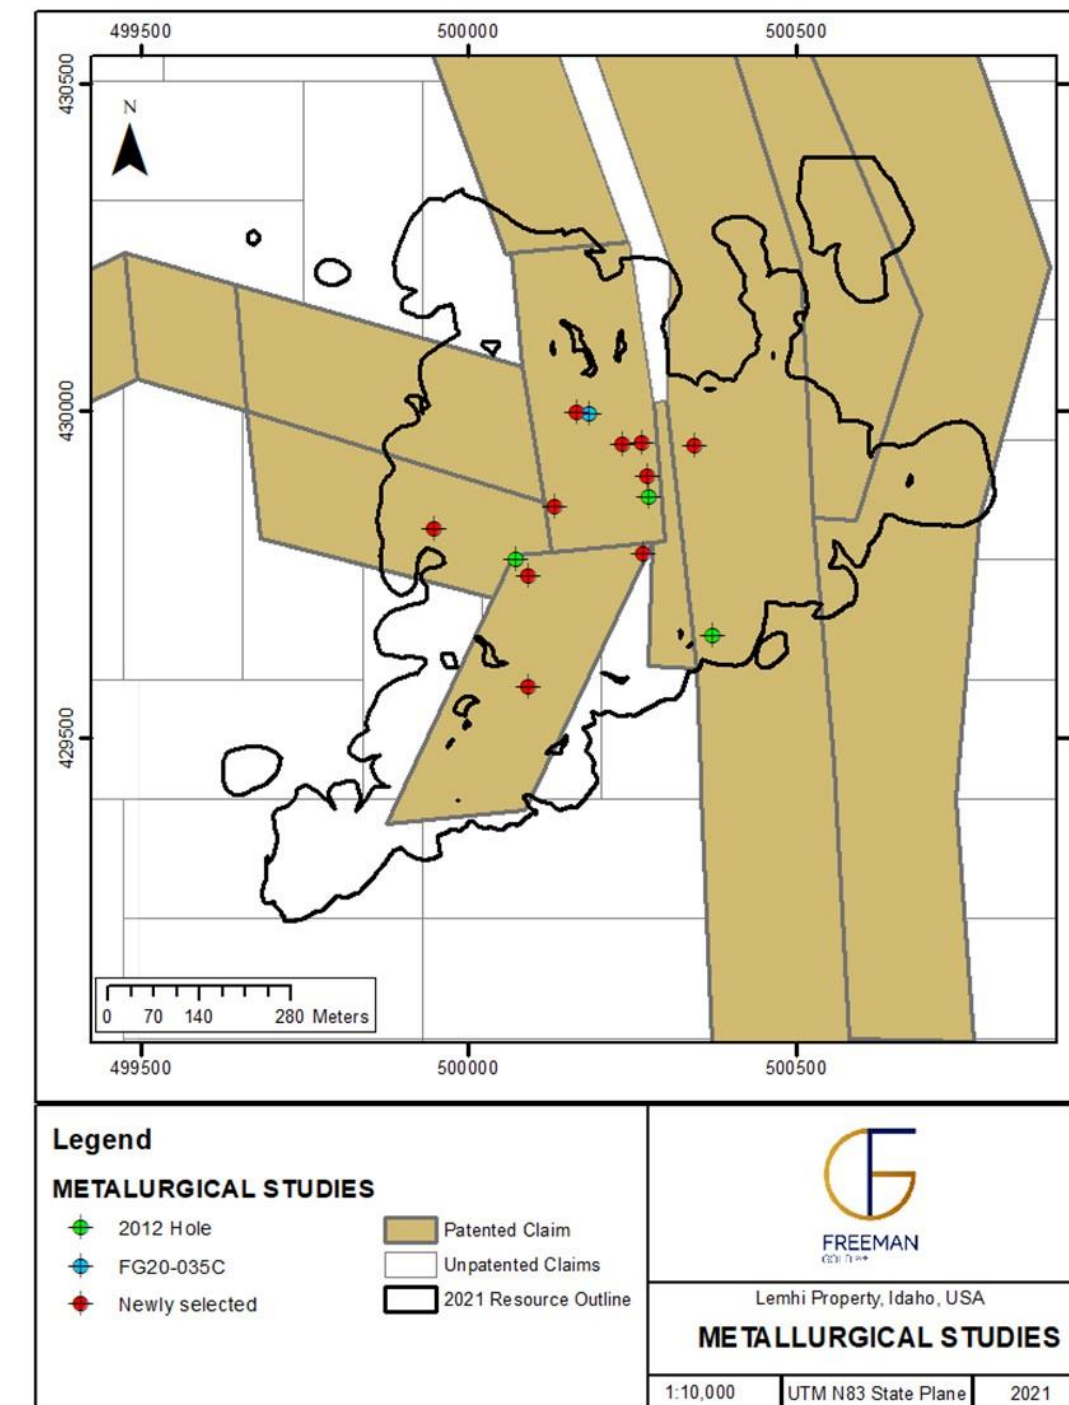 499500 500000 500500
430500
N
430000
429500
0 70 140 280 Meters
499500 500000 500500
Legend
METALURGICAL STUDIES
2012 Hole
FG20-035C
Newly selected
Patented Claim
Unpatented Claims
2021 Resource Outline
FREEMAN
Lemhi Property, Idaho, USA
METALLURGICAL STUDIES
1:10,000 UTM N83 State Plane 2021